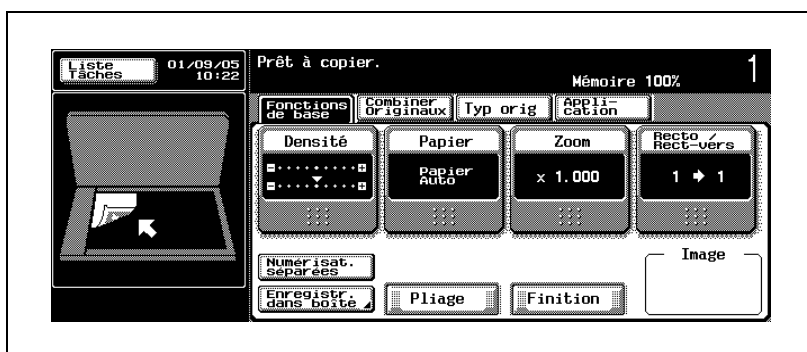 Liste
Tâches
01/09/05
10:22
Prêt à copier.
Mémoire 100%
1
Fonctions
de base
Combiner
Originaux
Typ orig
Appli-
cation
Densité
Papier
Zoom
Recto /
Rect-vers
Papier
Auto
x 1.000
1 → 1
Numérisat.
séparées
Image
Enregistr.
dans boîte
Pliage
Finition